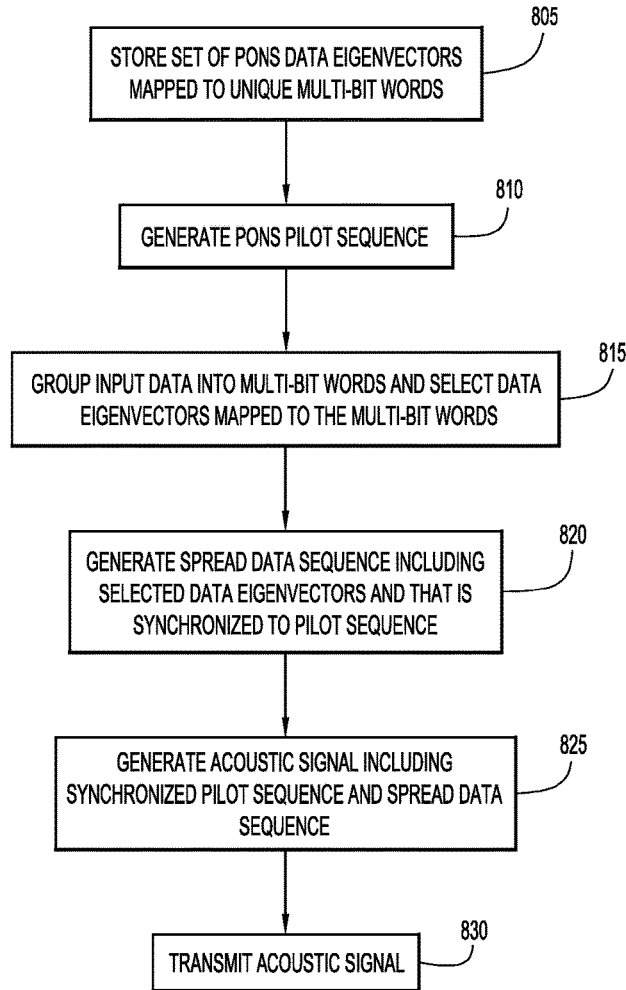 805
STORE SET OF PONS DATA EIGENVECTORS
MAPPED TO UNIQUE MULTI-BIT WORDS
810
GENERATE PONS PILOT SEQUENCE
815
GROUP INPUT DATA INTO MULTI-BIT WORDS AND SELECT DATA
EIGENVECTORS MAPPED TO THE MULTI-BIT WORDS
820
GENERATE SPREAD DATA SEQUENCE INCLUDING
SELECTED DATA EIGENVECTORS AND THAT IS
SYNCHRONIZED TO PILOT SEQUENCE
825
GENERATE ACOUSTIC SIGNAL INCLUDING
SYNCHRONIZED PILOT SEQUENCE AND SPREAD DATA
SEQUENCE
830
TRANSMIT ACOUSTIC SIGNAL